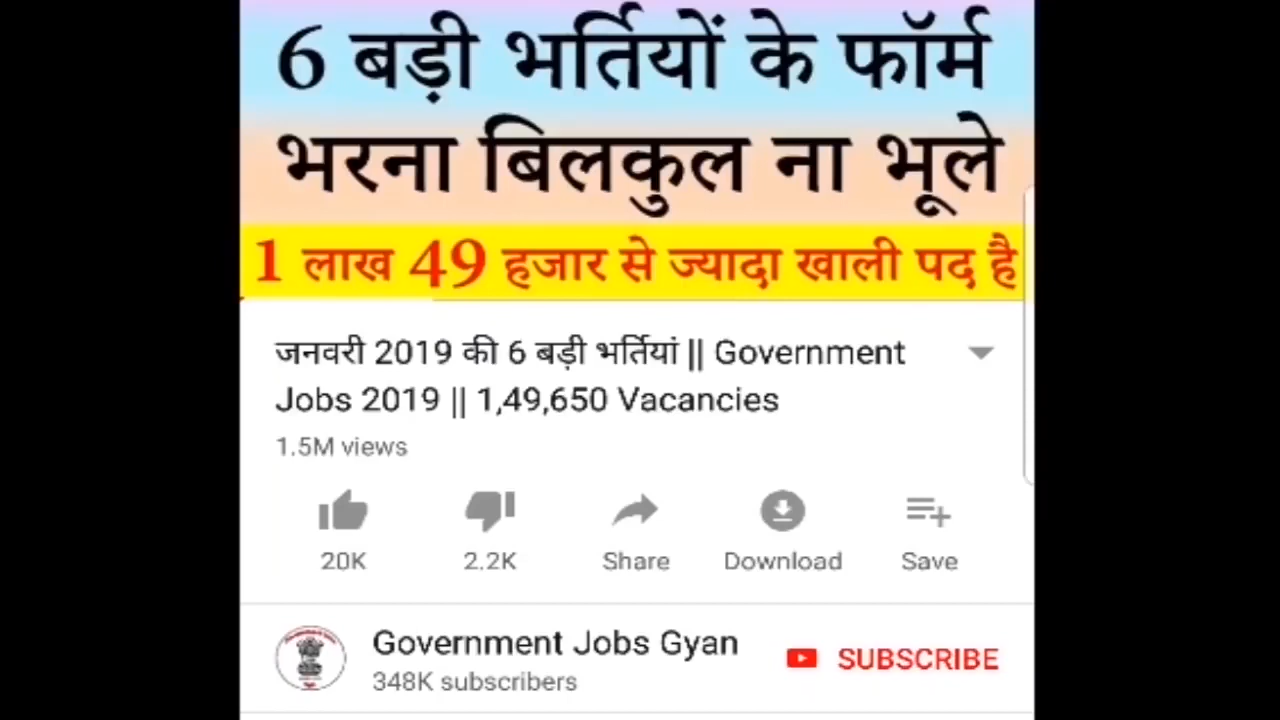 6 बड़ी भर्तियों के फॉर्म
भरना बिलकुल ना भूले
1 लाख 49 हजार से ज्यादा खाली पद है
जनवरी 2019 की 6 बड़ी भर्तियां || Government
Jobs 2019 || 1,49,650 Vacancies
1.5M views
20K 2.2K Share Download Save
Government Jobs Gyan
SUBSCRIBE
348K subscribers